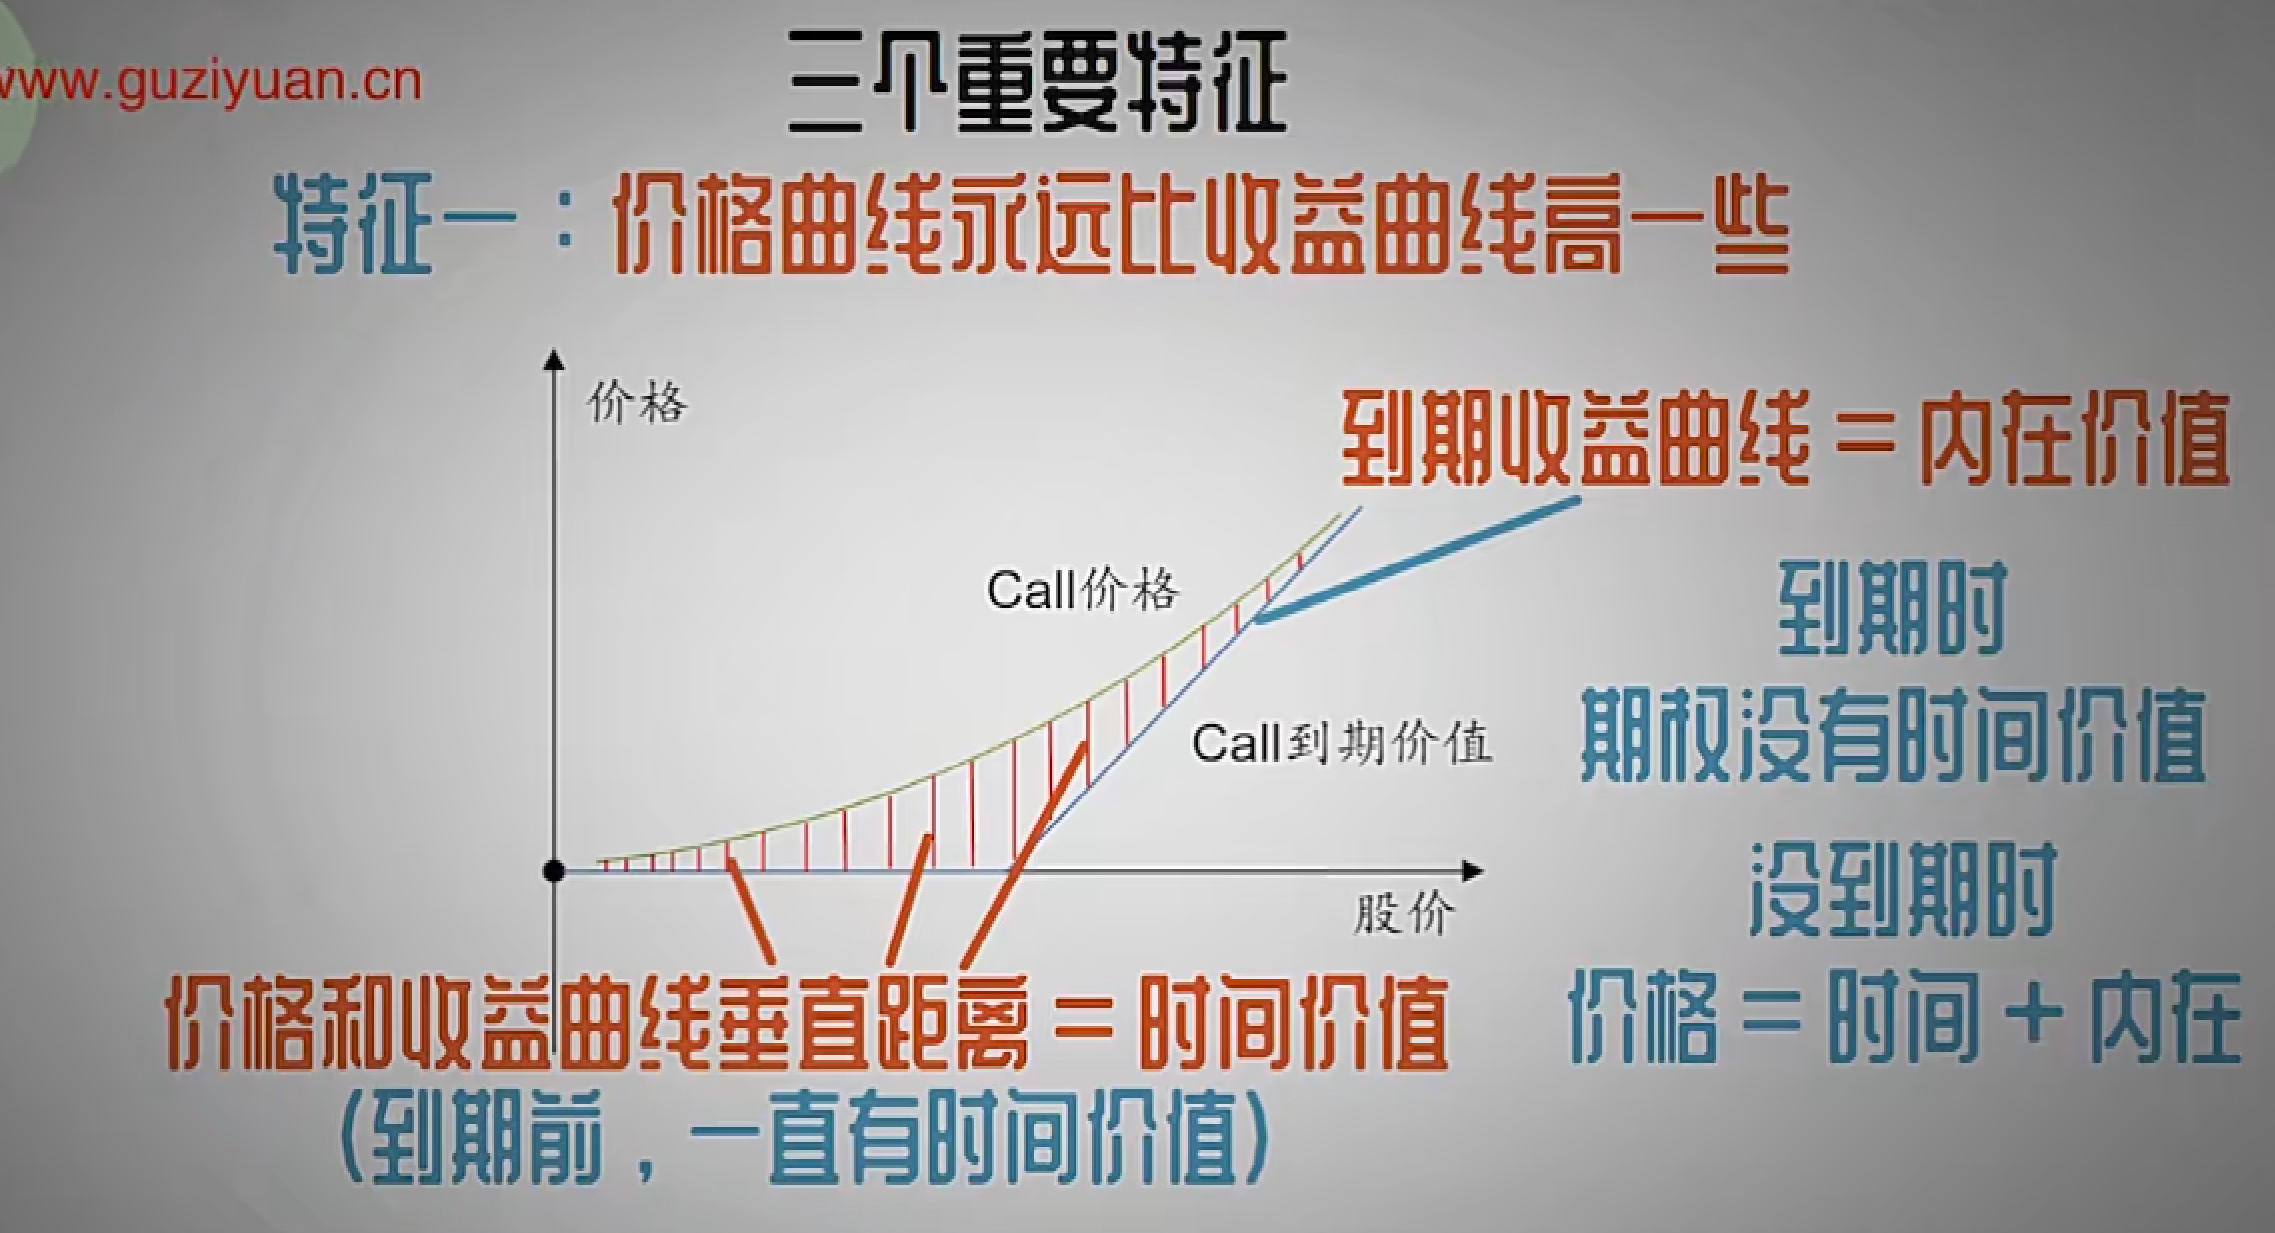 三个重要特征
www.guziyuan.cn
特征一：价格曲线永远比收益曲线高一些
价格
到期收益曲线＝内在价值
Call价格
到期时
期权没有时间价值
Call到期价值
没到期时
价格＝时间＋内在
股价
价格和收益曲线垂直距离＝时间价值
（到期前，一直有时间价值）